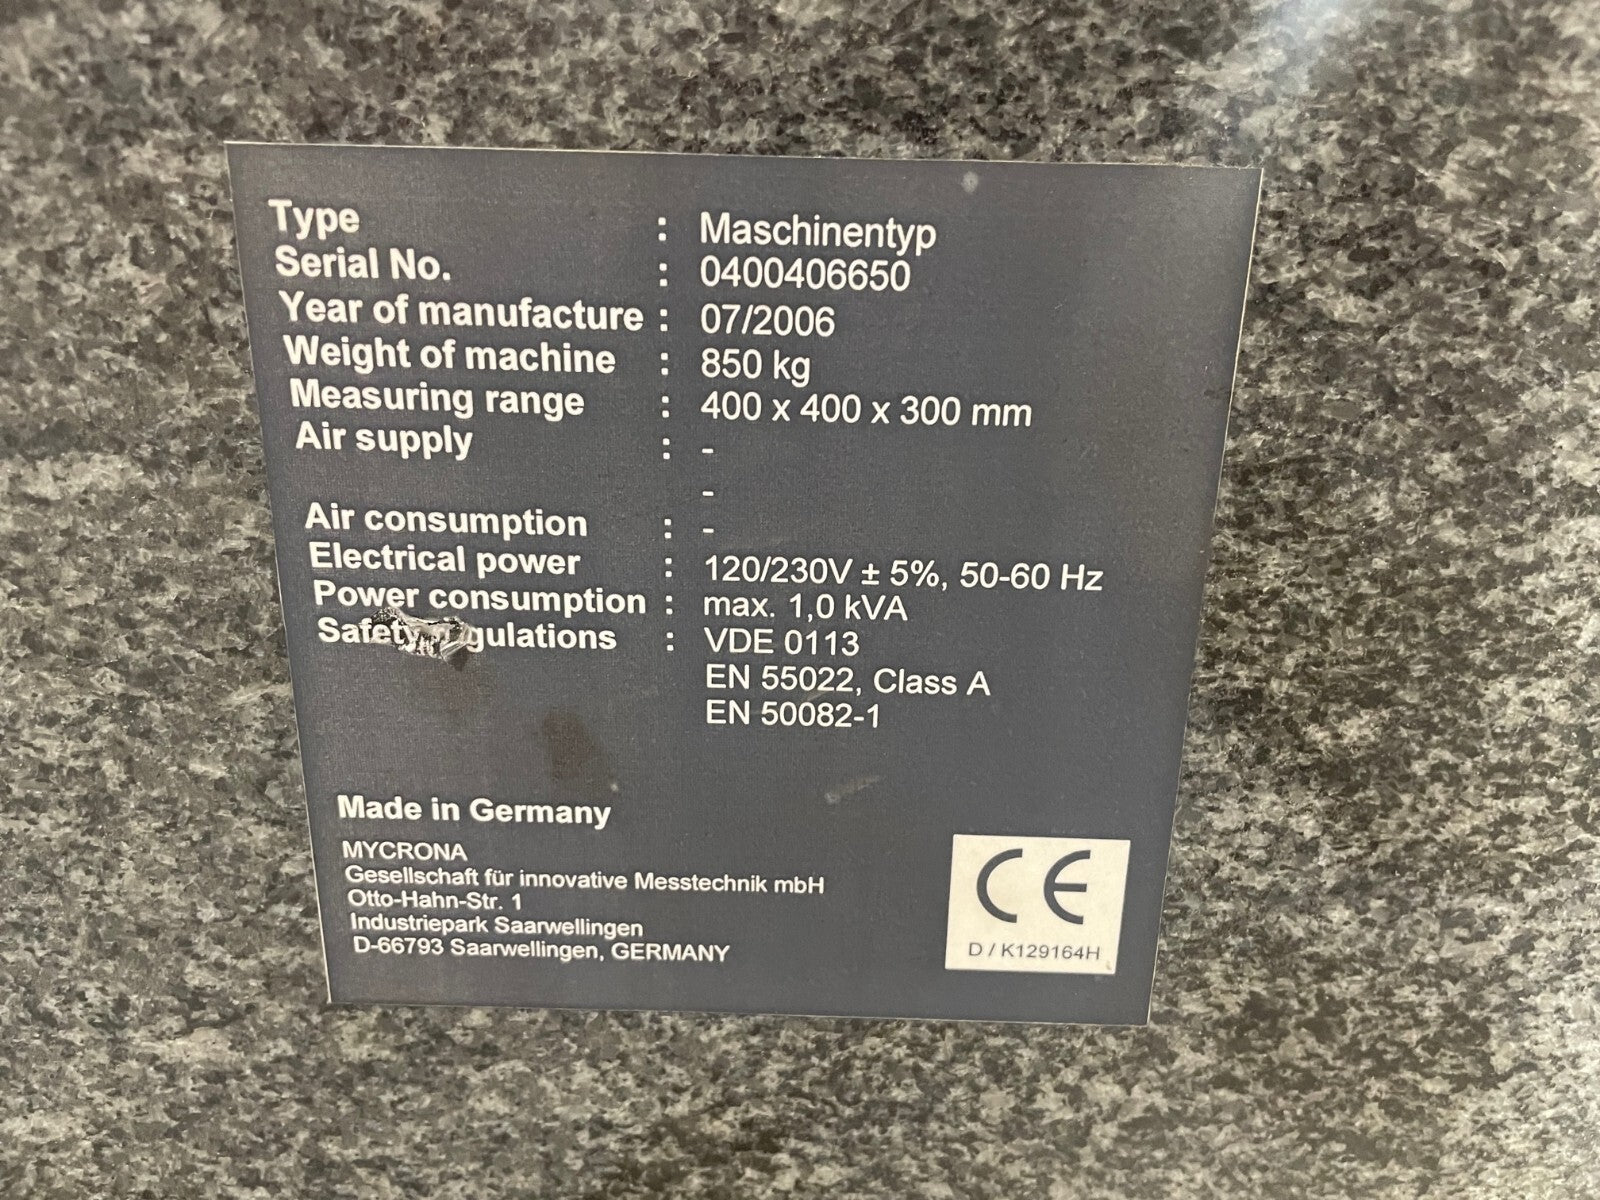 Type : Maschinentyp
Serial No. : 0400406650
Year of manufacture : 07/2006
Weight of machine : 850 kg
Measuring range : 400 x 400 x 300 mm
Air supply : -
-
Air consumption : -
Electrical power : 120/230V ± 5%, 50-60 Hz
Power consumption : max. 1,0 kVA
Safety gulations : VDE 0113
EN 55022, Class A
EN 50082-1
Made in Germany
MYCRONA
Gesellschaft für innovative Messtechnik mbH
Otto-Hahn-Str. 1
Industriepark Saarwellingen
D-66793 Saarwellingen, GERMANY
CE
D / K129164H